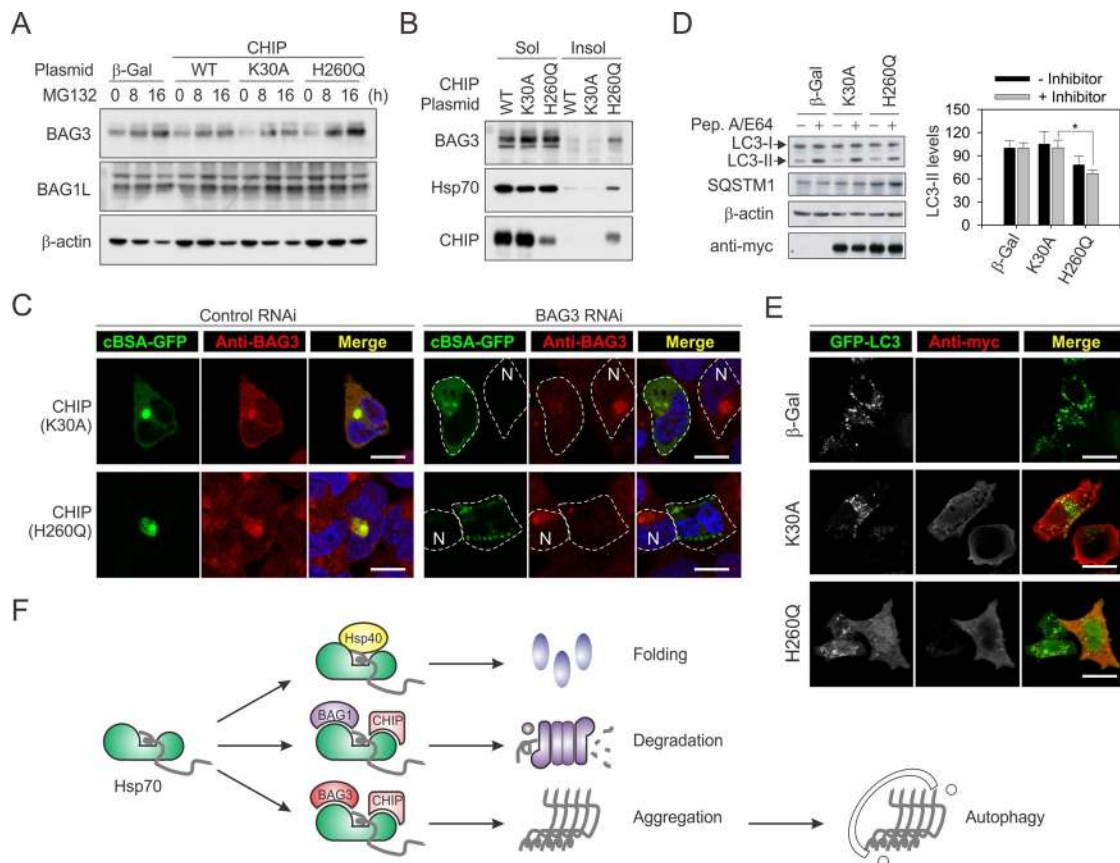 A
CHIP
Plasmid β-Gal WT K30A H260Q
MG132 0 8 16 0 8 16 0 8 16 0 8 16 (h)
BAG3
BAG1L
β-actin
B
Sol Insol
CHIP
Plasmid
WT K30A H260Q WT K30A H260Q
BAG3
Hsp70
CHIP
D
β-Gal K30A H260Q
Pep. A/E64 − + − + − +
LC3-I
LC3-II
SQSTM1
β-actin
anti-myc
- Inhibitor
+ Inhibitor
LC3-II levels
150
120
90
60
30
0
*
β-Gal K30A H260Q
C
Control RNAi BAG3 RNAi
cBSA-GFP Anti-BAG3 Merge cBSA-GFP Anti-BAG3 Merge
CHIP
(K30A)
N N
CHIP
(H260Q)
N N
E
GFP-LC3 Anti-myc Merge
β-Gal
K30A
H260Q
F
Hsp40
Folding
Hsp70
BAG1 CHIP
Degradation
BAG3 CHIP
Aggregation
Autophagy